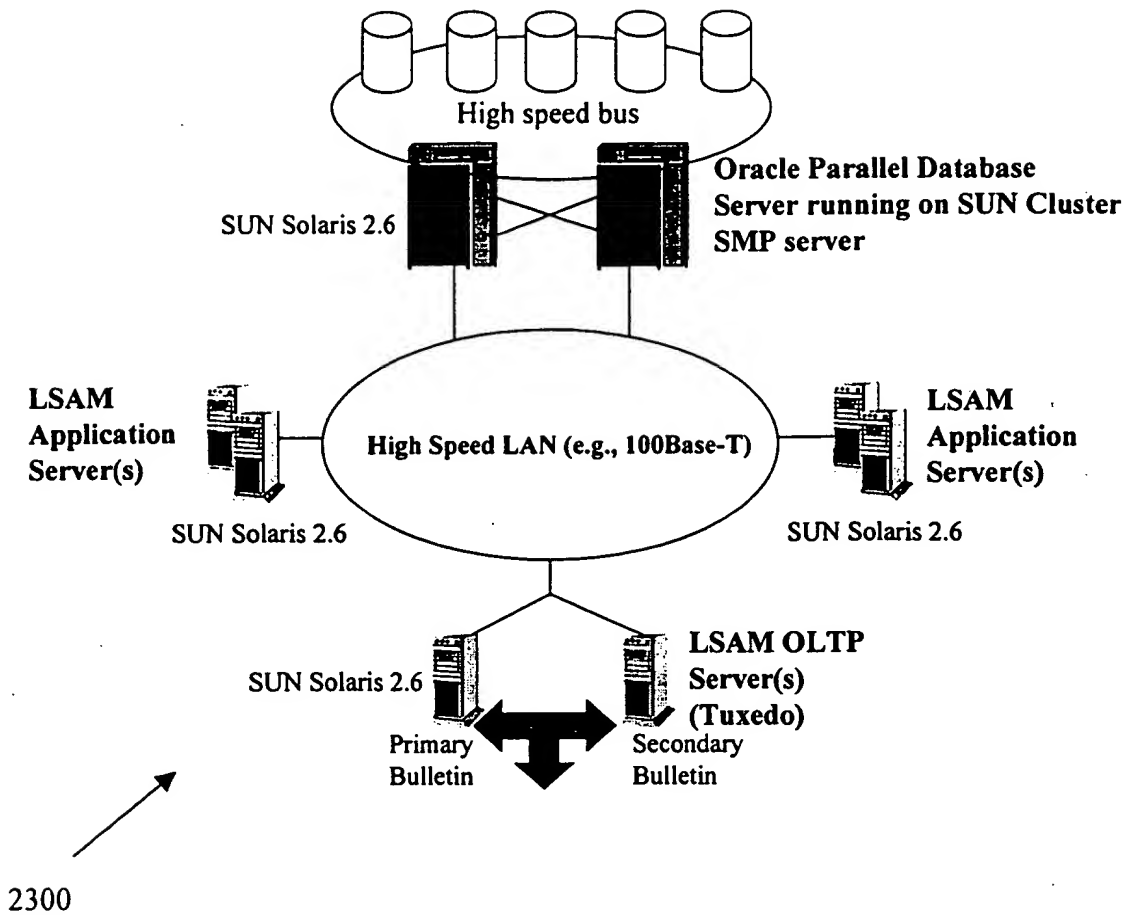 High speed bus
SUN Solaris 2.6
Oracle Parallel Database
Server running on SUN Cluster
SMP server
LSAM
Application
Server(s)
SUN Solaris 2.6
High Speed LAN (e.g., 100Base-T)
LSAM
Application
Server(s)
SUN Solaris 2.6
SUN Solaris 2.6
Primary
Bulletin
LSAM OLTP
Server(s)
(Tuxedo)
Secondary
Bulletin
2300